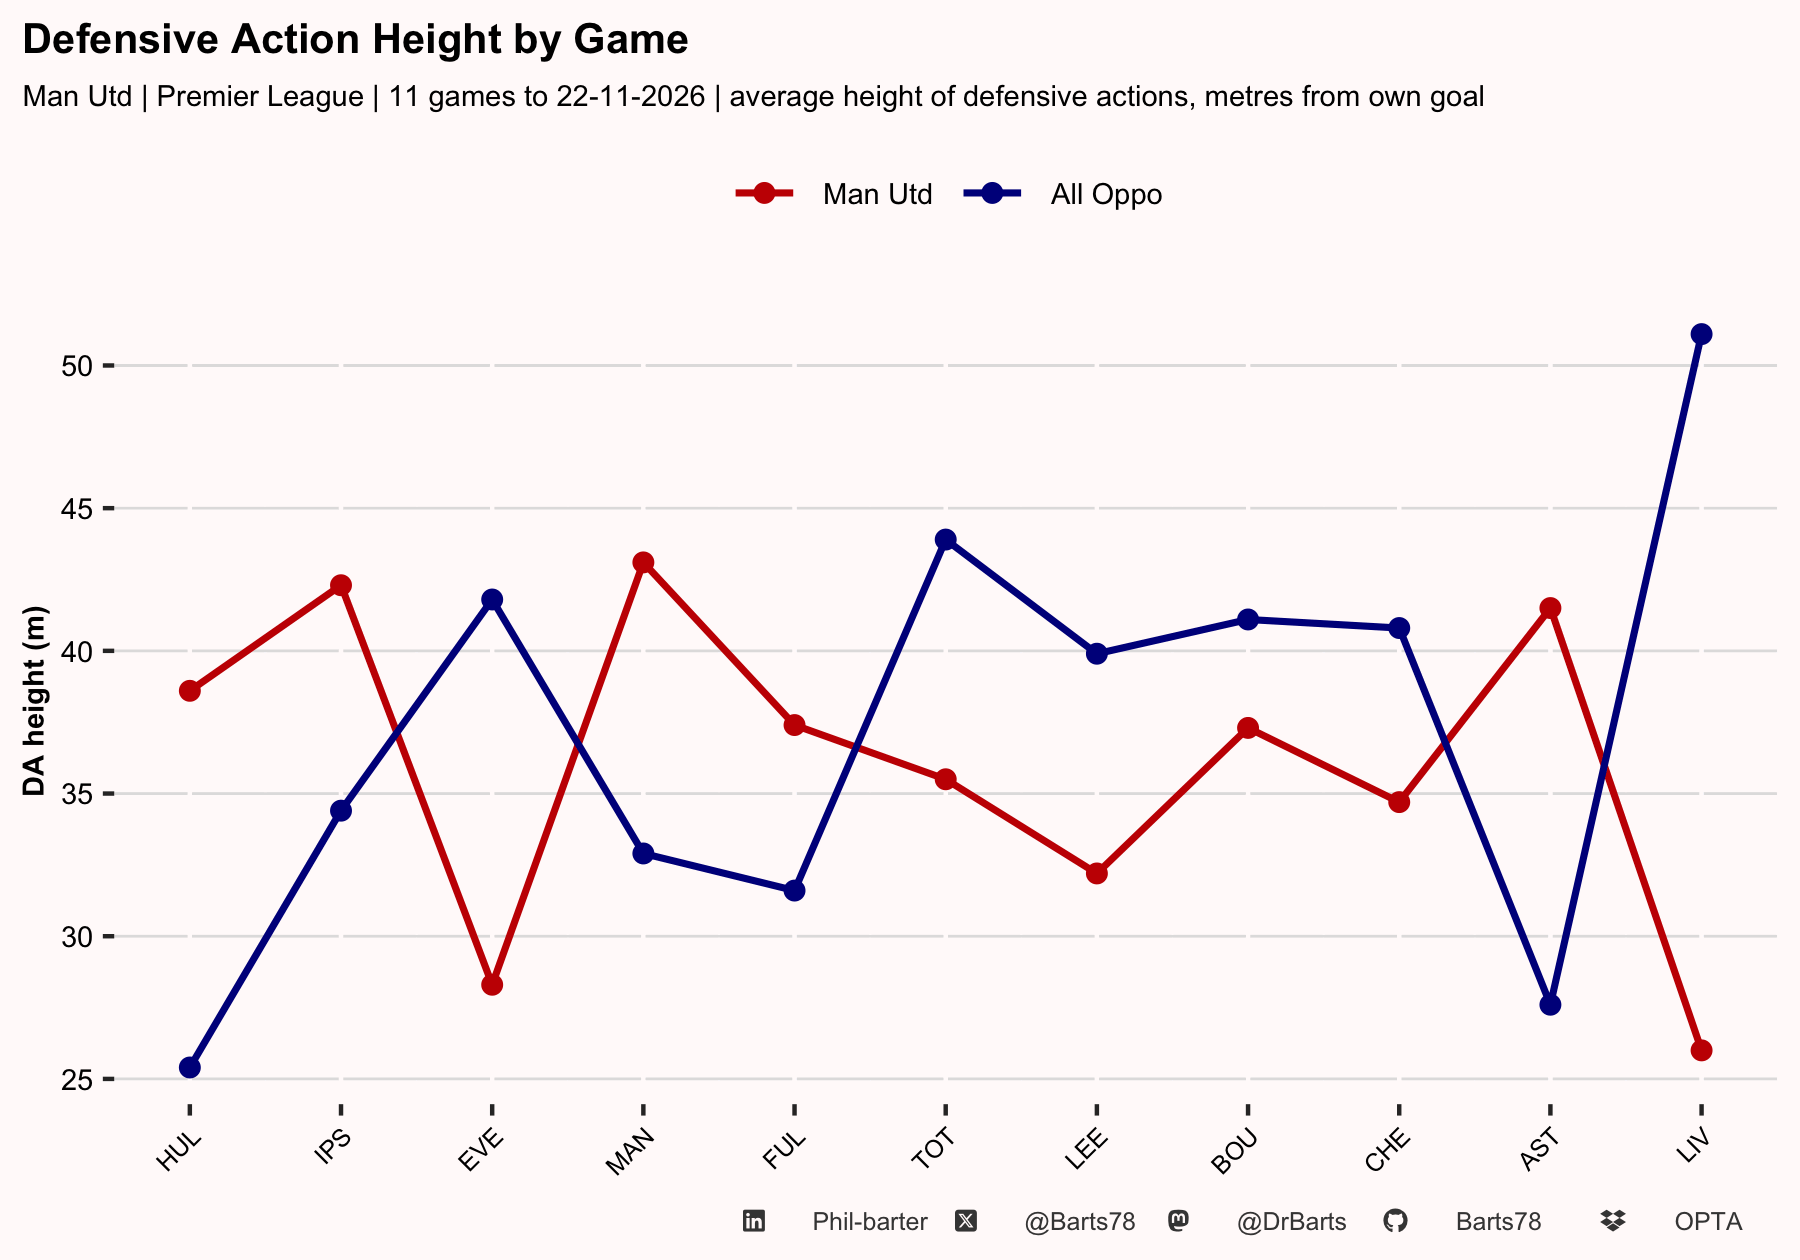 Defensive Action Height by Game
Man Utd | Premier League | 11 games to 22-11-2026 | average height of defensive actions, metres from own goal
Man Utd All Oppo
50
45
40
35
30
25
DA height (m)
HUL IPS EVE MAN FUL TOT LEE BOU CHE AST LIV
Phil-barter @Barts78 @DrBarts Barts78 OPTA